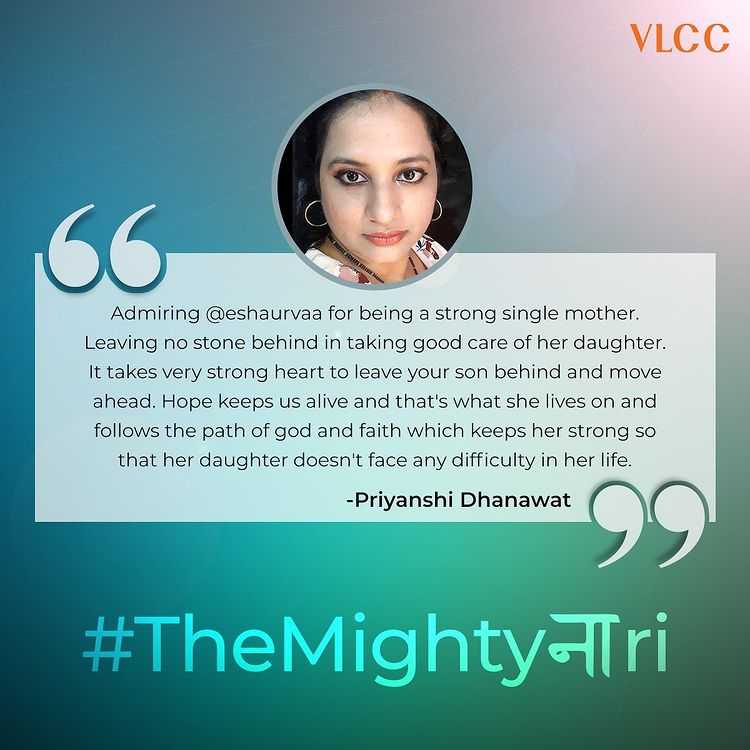 VLCC
Admiring @eshaurvaa for being a strong single mother.
Leaving no stone behind in taking good care of her daughter.
It takes very strong heart to leave your son behind and move
ahead. Hope keeps us alive and that's what she lives on and
follows the path of god and faith which keeps her strong so
that her daughter doesn't face any difficulty in her life.
-Priyanshi Dhanawat
#TheMightyनाri